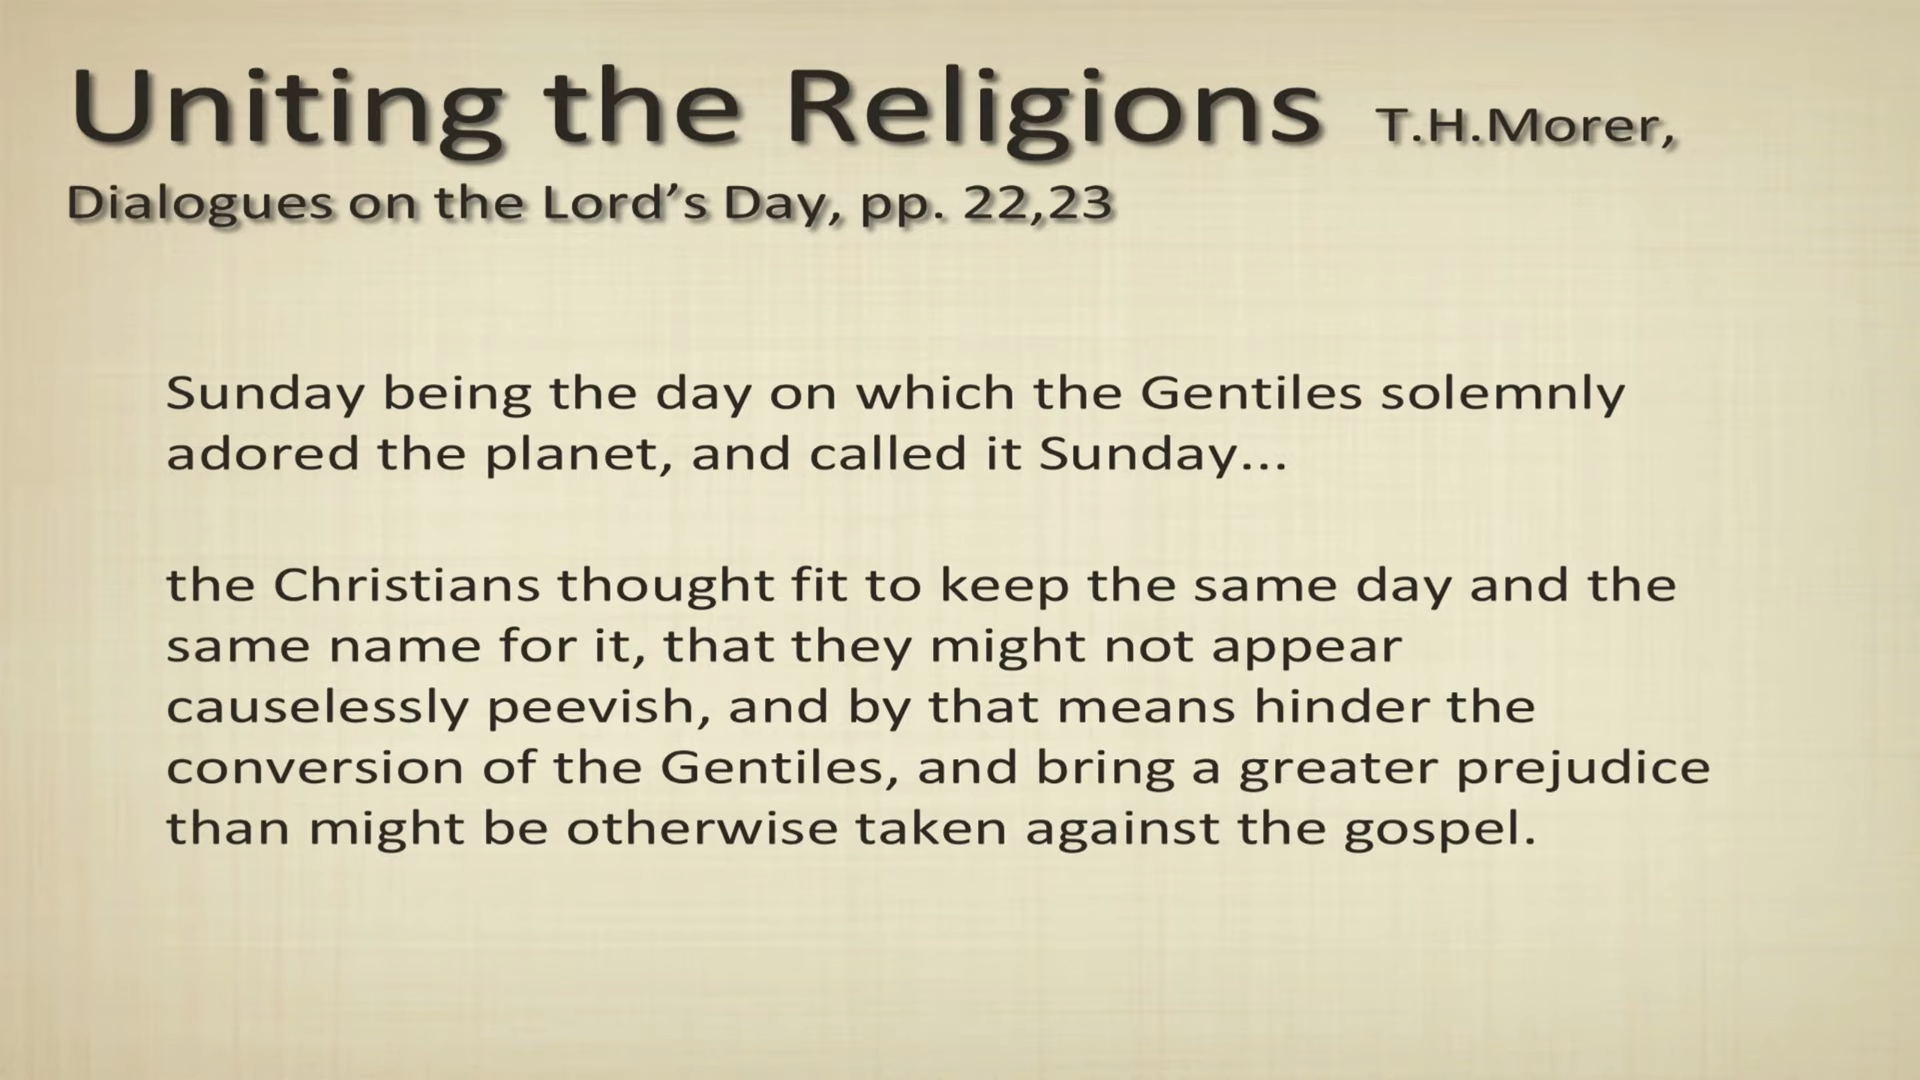 Uniting the Religions T.H.Morer,
Dialogues on the Lord’s Day, pp. 22,23
Sunday being the day on which the Gentiles solemnly
adored the planet, and called it Sunday...
the Christians thought fit to keep the same day and the
same name for it, that they might not appear
causelessly peevish, and by that means hinder the
conversion of the Gentiles, and bring a greater prejudice
than might be otherwise taken against the gospel.